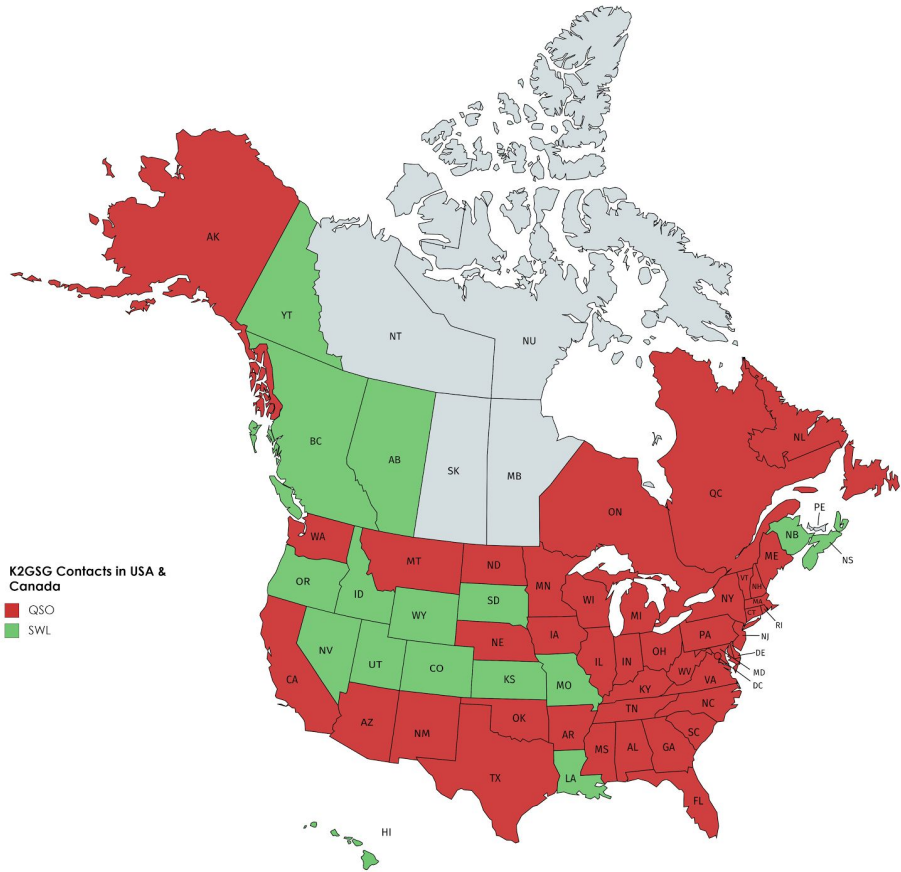 AK
YT
NT
NU
BC
AB
SK
MB
ON
QC
NL
PE
NB
NS
K2GSG Contacts in USA &
Canada
QSO
SWL
WA
MT
ND
MN
OR
ID
WY
SD
WI
MI
NY
VT
NH
ME
MA
CT
RI
NV
UT
CO
NE
IA
IL
IN
OH
PA
NJ
DE
MD
DC
CA
KS
MO
KY
WV
VA
AZ
NM
OK
AR
TN
NC
SC
TX
LA
MS
AL
GA
FL
HI